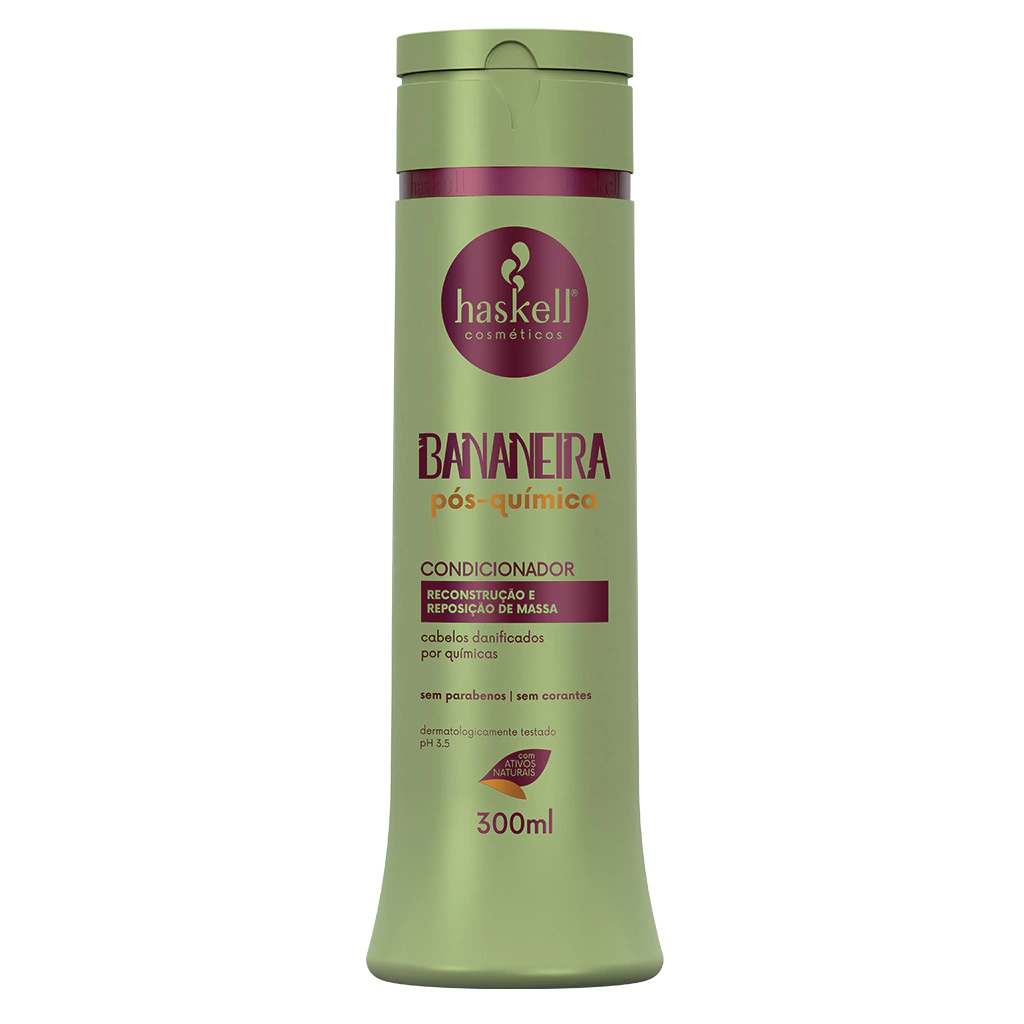 haskell
haskell®
cosméticos
BANANEIRA
pós-química
CONDICIONADOR
RECONSTRUÇÃO E
REPOSIÇÃO DE MASSA
cabelos danificados
por químicas
sem parabenos | sem corantes
dermatologicamente testado
pH 3.5
com
ATIVOS
NATURAIS
300ml